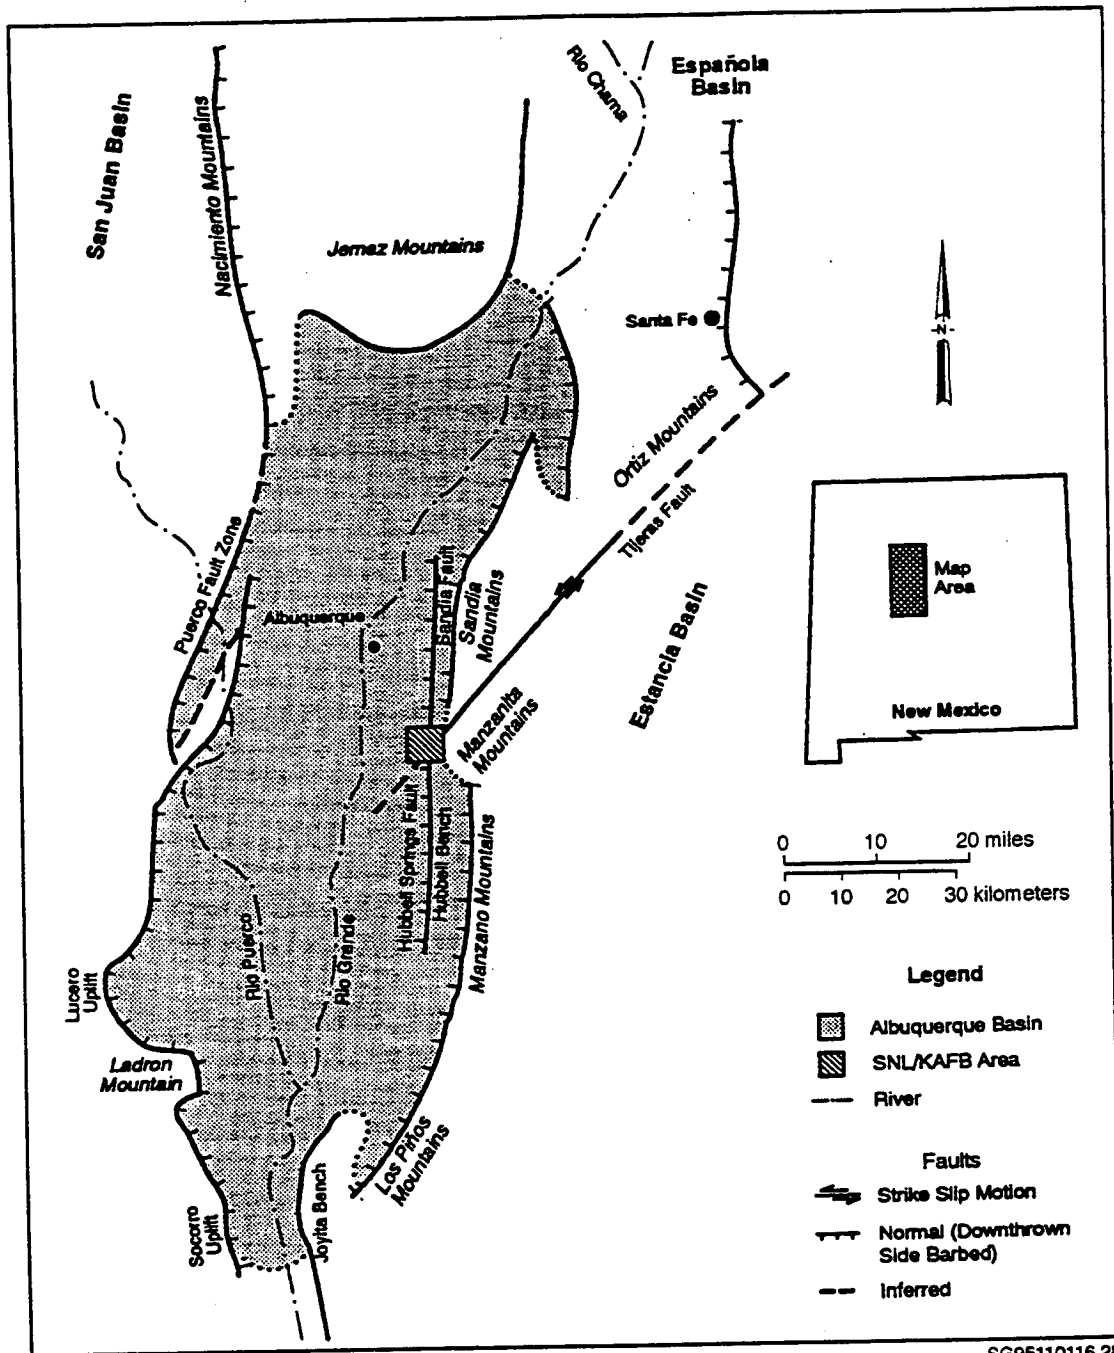 Rio Chama
Española
Basin
San Juan Basin
Nacimiento Mountains
Jemez Mountains
Santa Fe
N
Ortiz Mountains
Tijeras Fault
Puerco Fault Zone
Albuquerque
Sandia Fault
Sandia
Mountains
Estancia Basin
Map
Area
New Mexico
Manzanita
Mountains
Hubbell Springs Fault
Hubbell Bench
Manzano Mountains
0 10 20 miles
0 10 20 30 kilometers
Rio Puerco
Rio Grande
Lucero
Uplift
Ladron
Mountain
Los Piños
Mountains
Joyita Bench
Socorro
Uplift
Legend
Albuquerque Basin
SNL/KAFB Area
River
Faults
Strike Slip Motion
Normal (Downthrown
Side Barbed)
Inferred